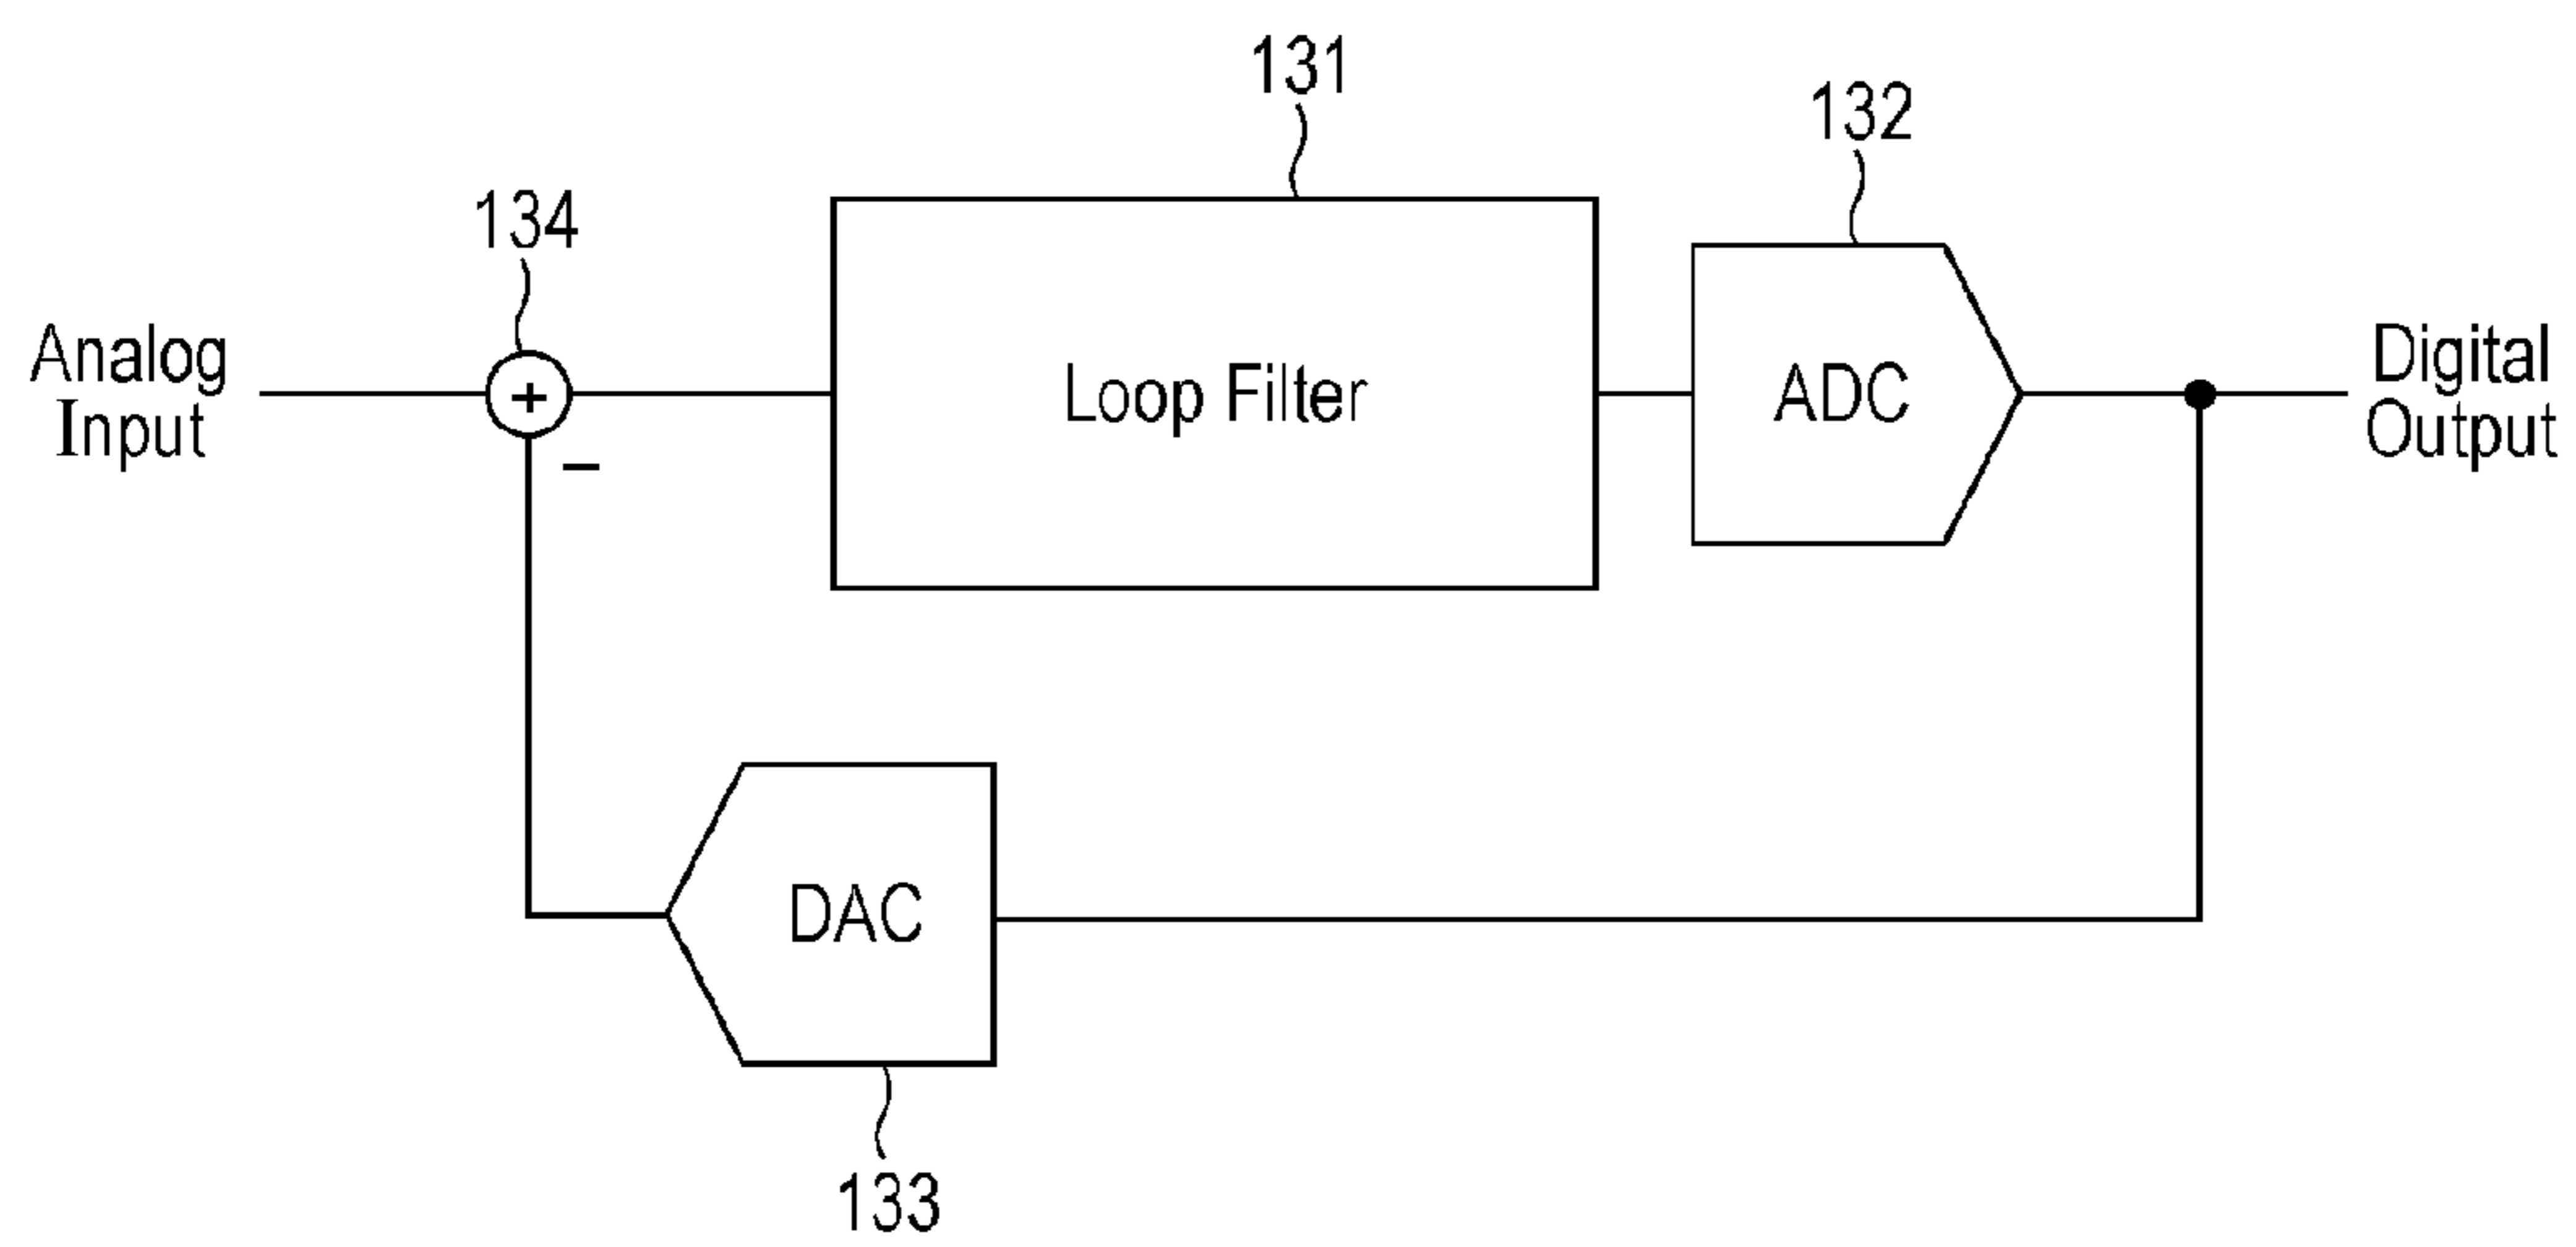 131
132
134
Analog
Input
+
Loop Filter
ADC
Digital
Output
−
DAC
133